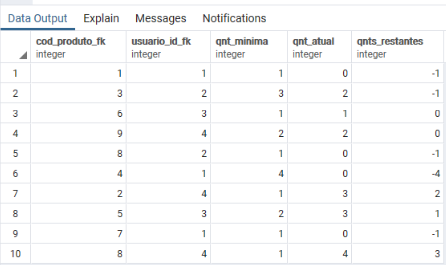 Data Output Explain Messages Notifications
cod_produto_fk usuario_id_fk qnt_minima qnt_atual qnts_restantes
integer integer integer integer integer
1 1 1 1 0 -1
2 3 2 3 2 -1
3 6 3 1 1 0
4 9 4 2 2 0
5 8 2 1 0 -1
6 4 1 4 0 -4
7 2 4 1 3 2
8 5 3 2 3 1
9 7 1 1 0 -1
10 8 4 1 4 3